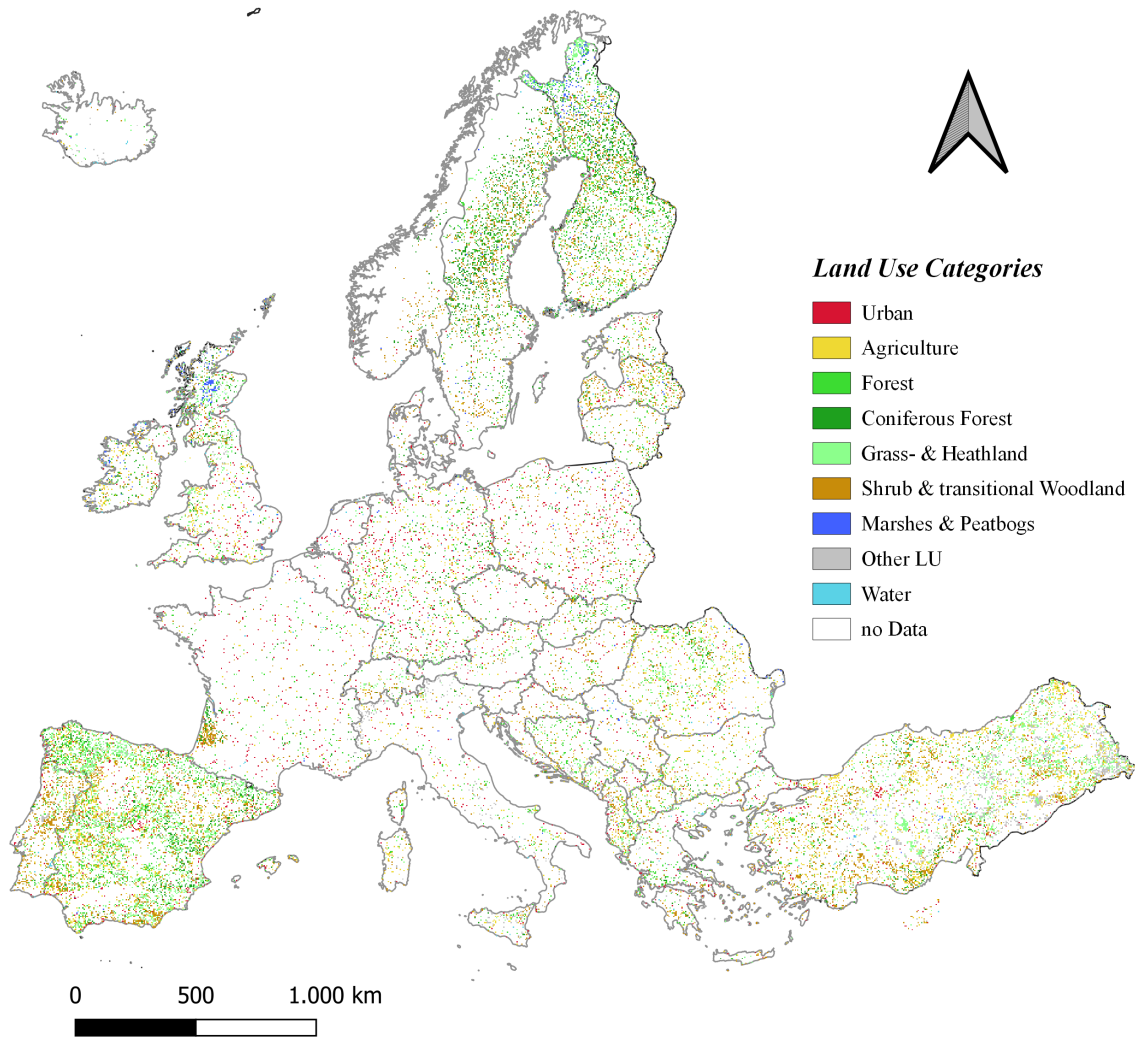 Land Use Categories
Urban
Agriculture
Forest
Coniferous Forest
Grass- & Heathland
Shrub & transitional Woodland
Marshes & Peatbogs
Other LU
Water
no Data
0 500 1.000 km